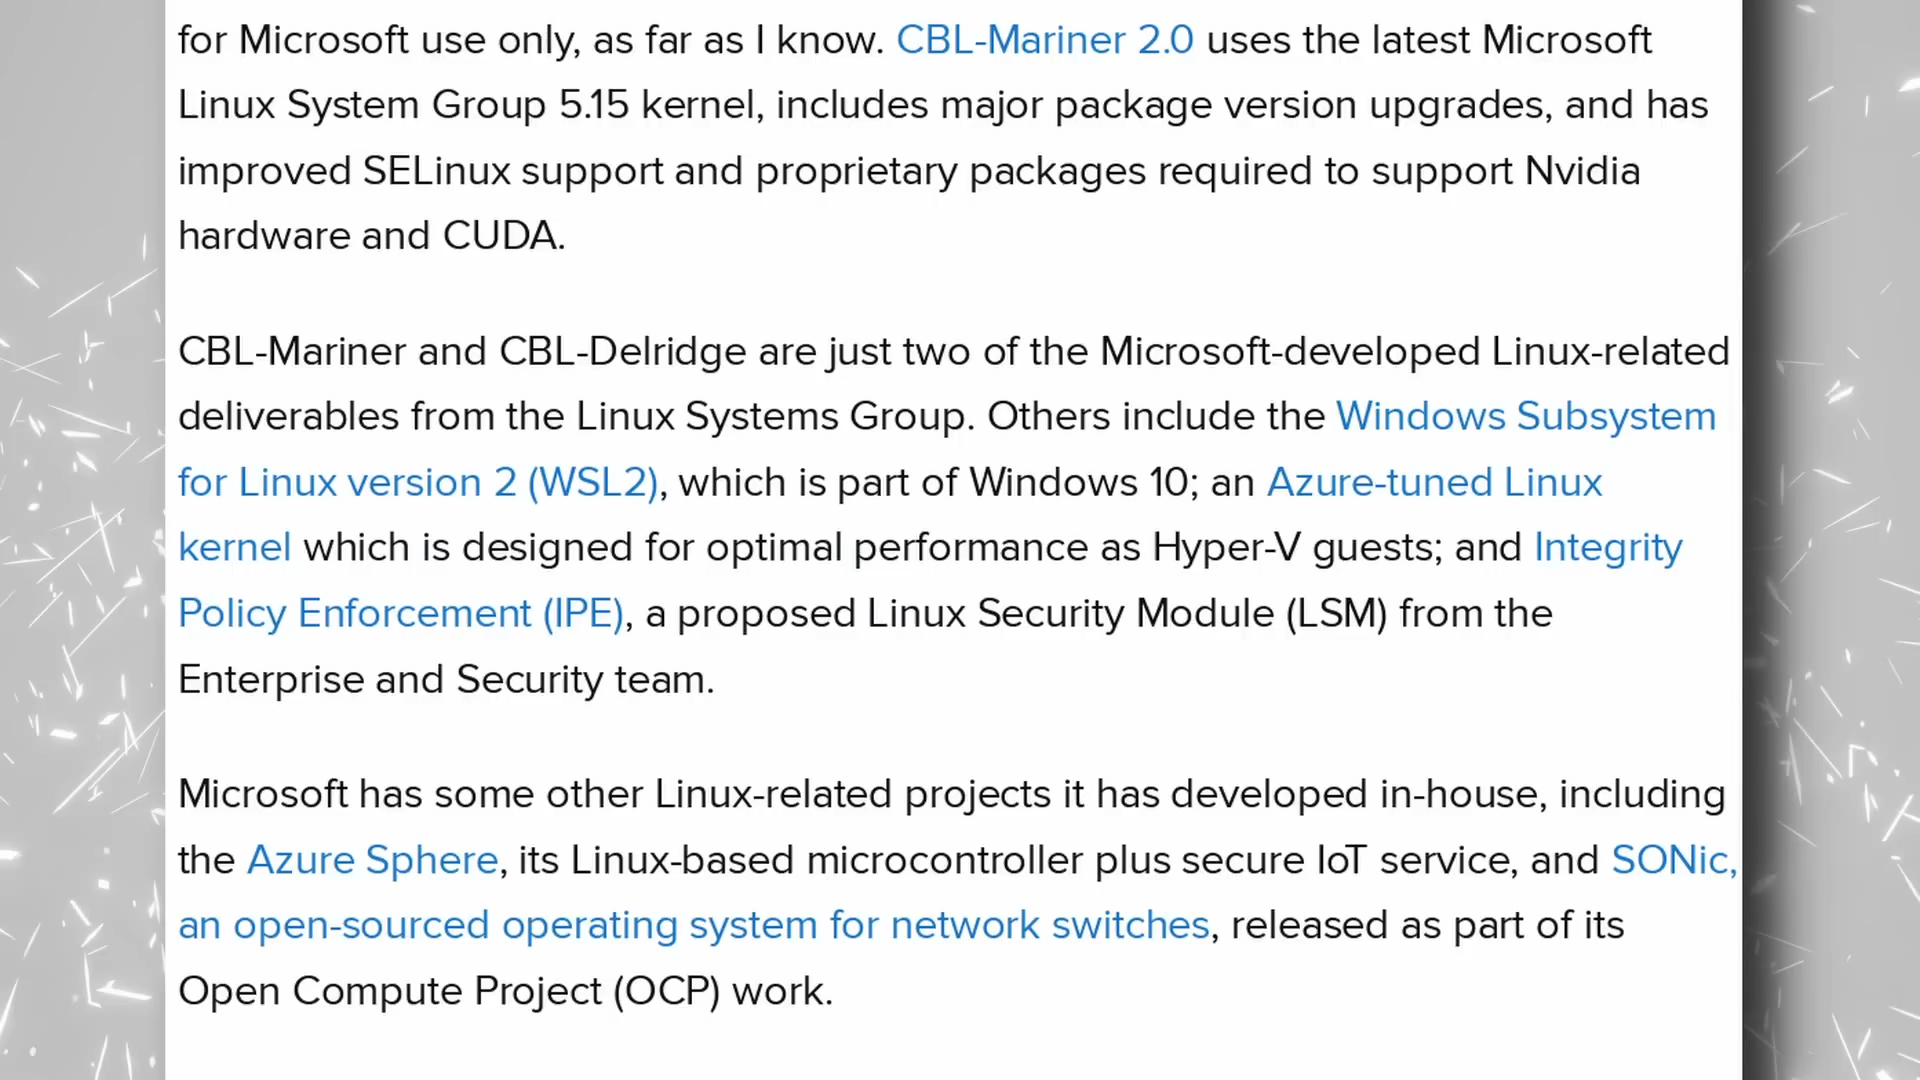 for Microsoft use only, as far as I know. CBL-Mariner 2.0 uses the latest Microsoft
Linux System Group 5.15 kernel, includes major package version upgrades, and has
improved SELinux support and proprietary packages required to support Nvidia
hardware and CUDA.
CBL-Mariner and CBL-Delridge are just two of the Microsoft-developed Linux-related
deliverables from the Linux Systems Group. Others include the Windows Subsystem
for Linux version 2 (WSL2), which is part of Windows 10; an Azure-tuned Linux
kernel which is designed for optimal performance as Hyper-V guests; and Integrity
Policy Enforcement (IPE), a proposed Linux Security Module (LSM) from the
Enterprise and Security team.
Microsoft has some other Linux-related projects it has developed in-house, including
the Azure Sphere, its Linux-based microcontroller plus secure IoT service, and SONic,
an open-sourced operating system for network switches, released as part of its
Open Compute Project (OCP) work.